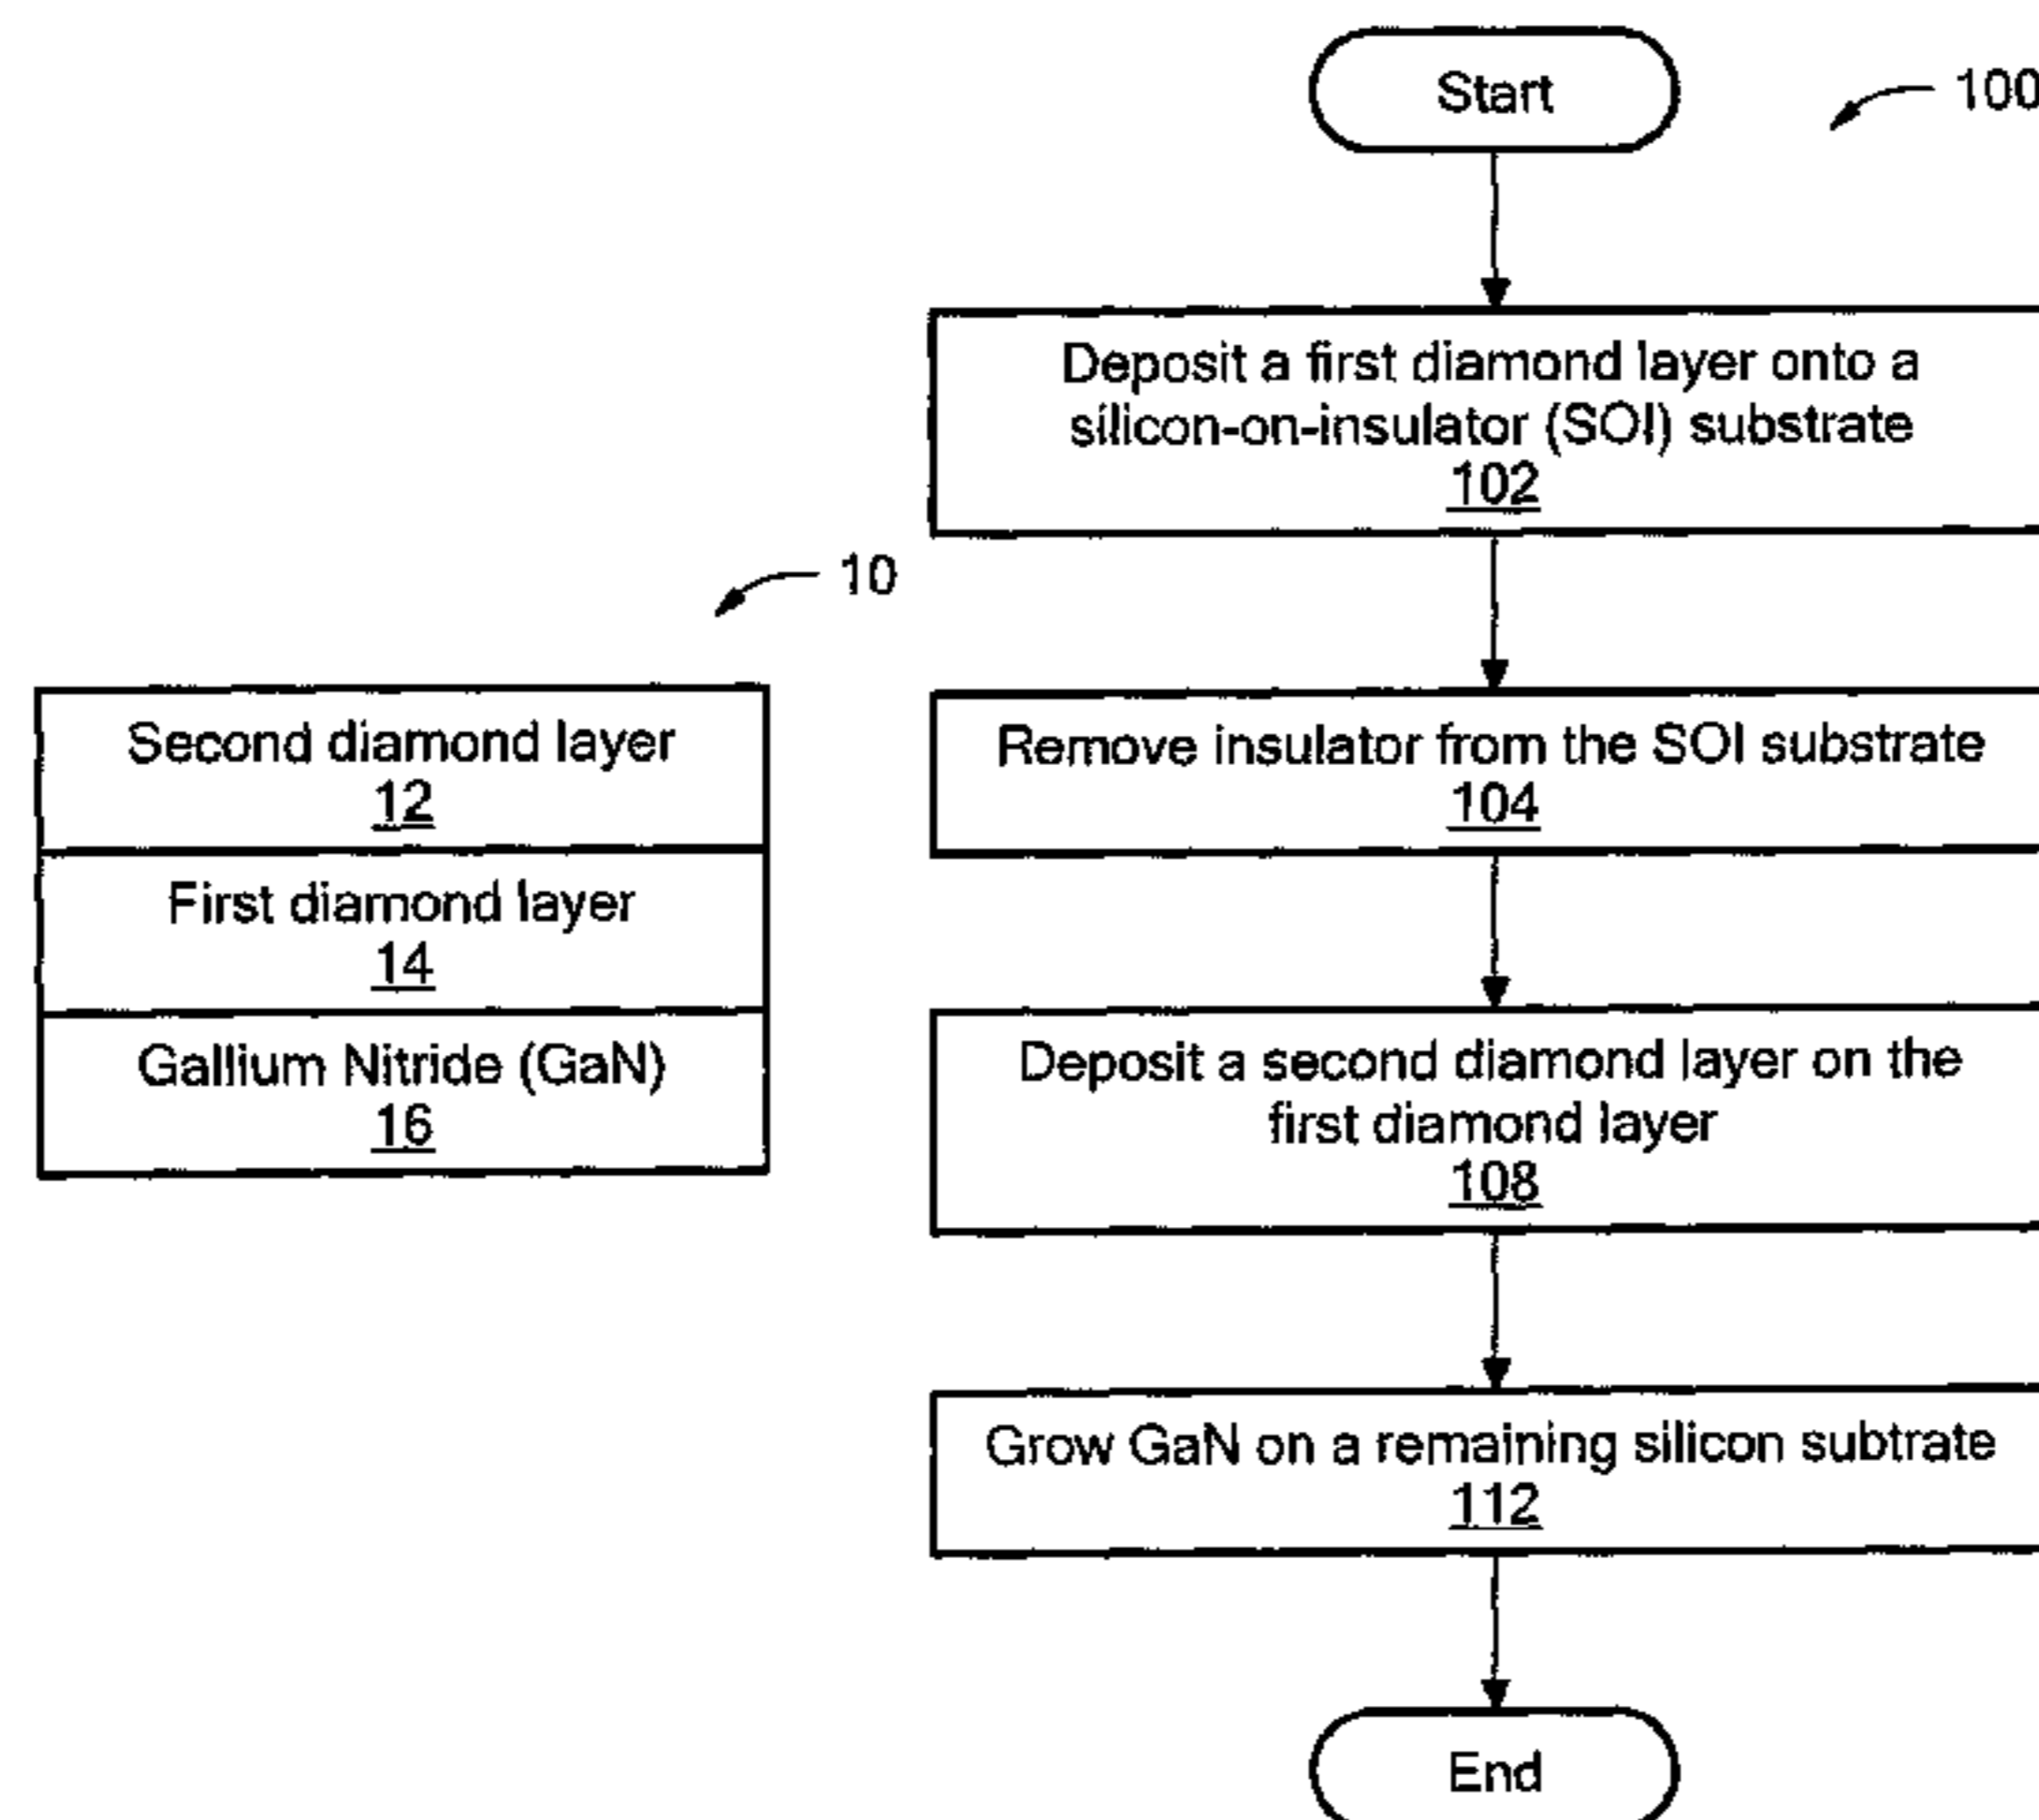 Start
100
Deposit a first diamond layer onto a
silicon-on-insulator (SOI) substrate
102
Remove insulator from the SOI substrate
104
Deposit a second diamond layer on the
first diamond layer
108
Grow GaN on a remaining silicon subtrate
112
End
10
Second diamond layer
12
First diamond layer
14
Gallium Nitride (GaN)
16